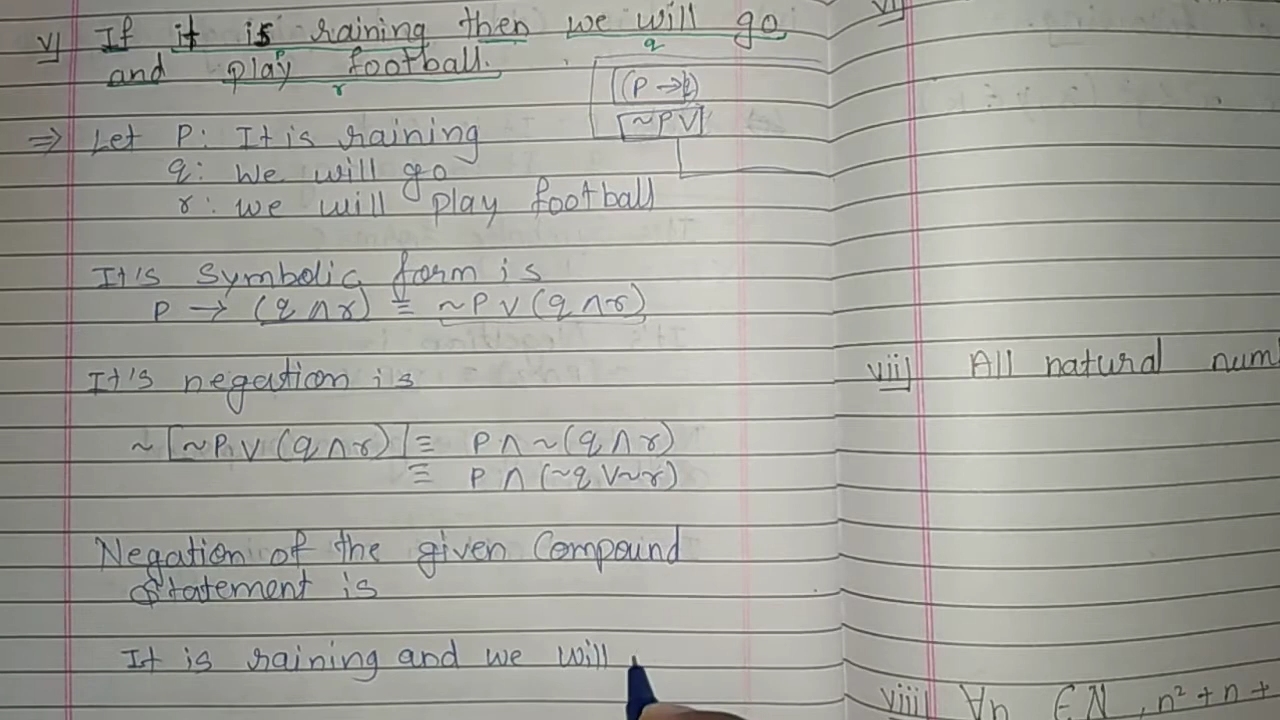 v) If it is raining then we will go
and play football.
p
q
r
(P →q)
~P V
⇒ Let P: It is raining
q: We will go
r: we will play football
It's Symbolic form is
P → (q ∧ r) ≡ ~P ∨ (q ∧ r)
It's negation is
~ [~P ∨ (q ∧ r)] ≡ P ∧ ~(q ∧ r)
≡ P ∧ (~q ∨ ~r)
Negation of the given Compound
Statement is
It is raining and we will
vii) All natural num
viii) ∀n ∈ N, n² + n +